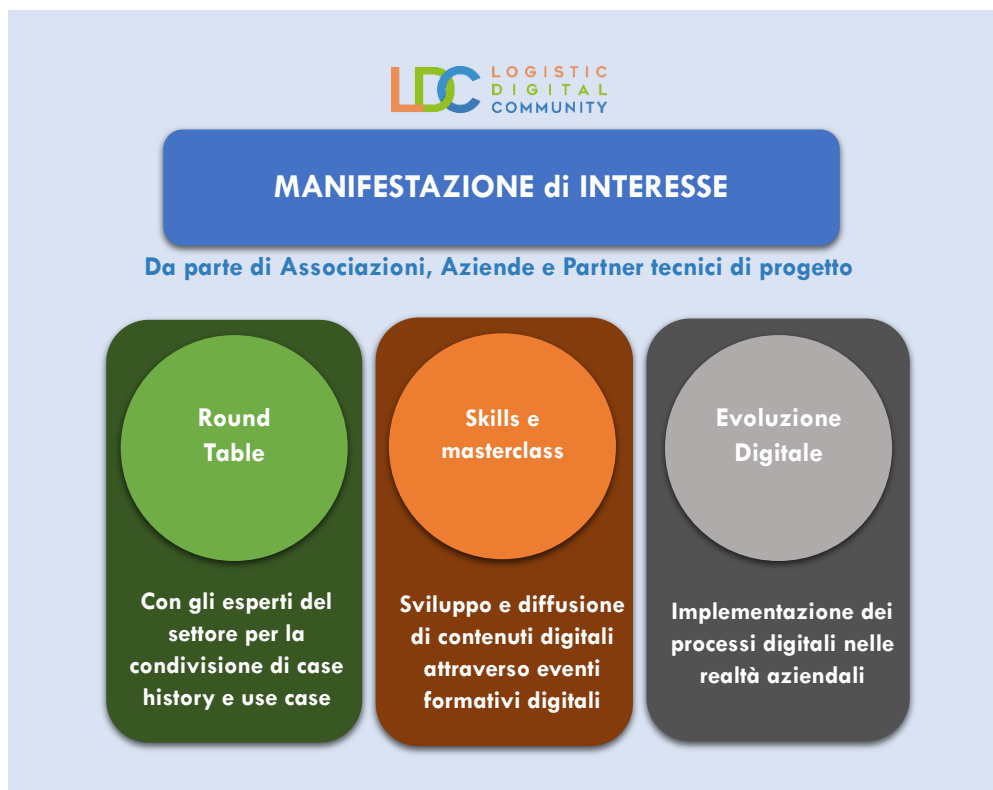 LDC
LOGISTIC
DIGITAL
COMMUNITY
MANIFESTAZIONE di INTERESSE
Da parte di Associazioni, Aziende e Partner tecnici di progetto
Round
Table
Con gli esperti del
settore per la
condivisione di case
history e use case
Skills e
masterclass
Sviluppo e diffusione
di contenuti digitali
attraverso eventi
formativi digitali
Evoluzione
Digitale
Implementazione dei
processi digitali nelle
realtà aziendali